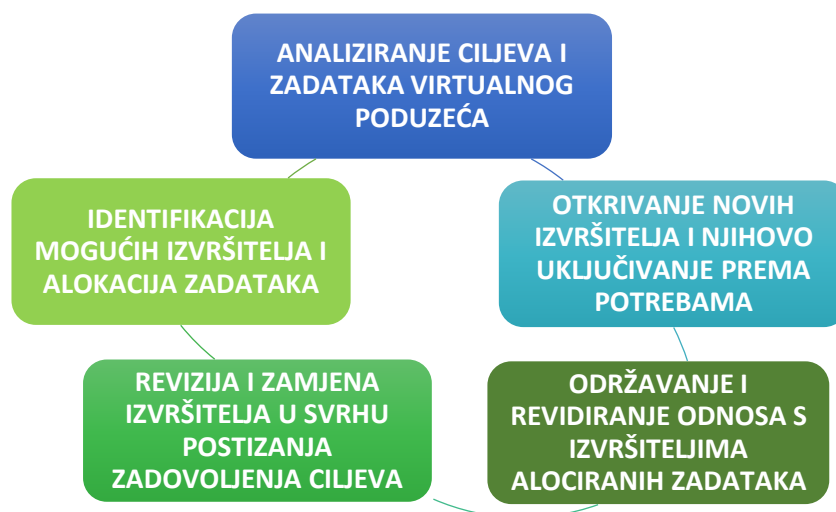 ANALIZIRANJE CILJEVA I
ZADATAKA VIRTUALNOG
PODUZEĆA
OTKRIVANJE NOVIH
IZVRŠITELJA I NJIHOVO
UKLJUČIVANJE PREMA
POTREBAMA
ODRŽAVANJE I
REVIDIRANJE ODNOSA S
IZVRŠITELJIMA
ALOCIRANIH ZADATAKA
REVIZIJA I ZAMJENA
IZVRŠITELJA U SVRHU
POSTIZANJA
ZADOVOLJENJA CILJEVA
IDENTIFIKACIJA
MOGUĆIH IZVRŠITELJA I
ALOKACIJA ZADATAKA